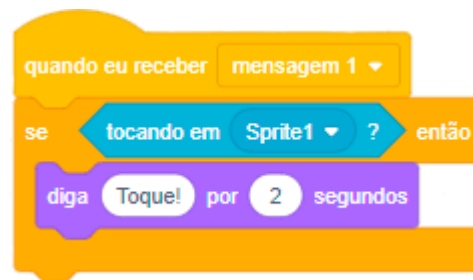 quando eu receber mensagem 1
se tocando em Sprite1 ? então
diga Toque! por 2 segundos